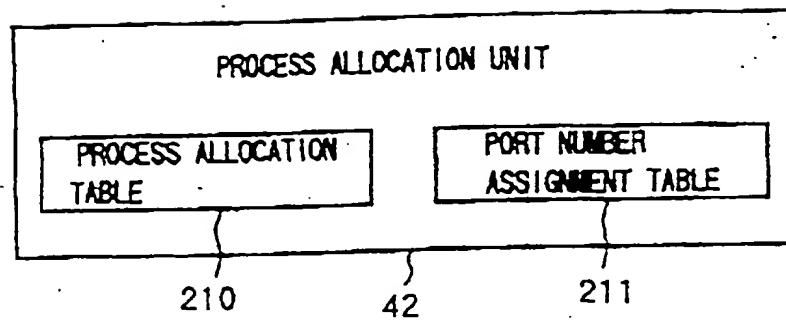 PROCESS ALLOCATION UNIT
PROCESS ALLOCATION
TABLE
PORT NUMBER
ASSIGNMENT TABLE
210
42
211